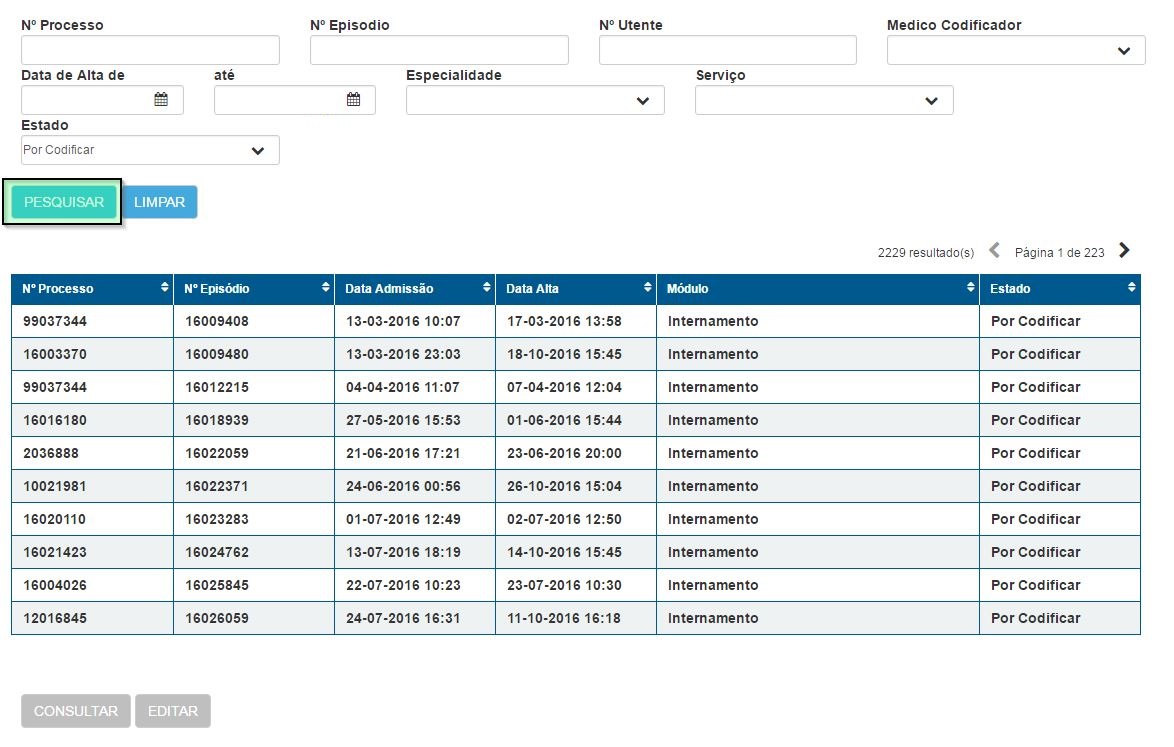 Nº Processo Nº Episodio Nº Utente Medico Codificador
Data de Alta de até Especialidade Serviço
Estado
Por Codificar
PESQUISAR LIMPAR
2229 resultado(s) Página 1 de 223
Nº Processo Nº Episódio Data Admissão Data Alta Módulo Estado
99037344 16009408 13-03-2016 10:07 17-03-2016 13:58 Internamento Por Codificar
16003370 16009480 13-03-2016 23:03 18-10-2016 15:45 Internamento Por Codificar
99037344 16012215 04-04-2016 11:07 07-04-2016 12:04 Internamento Por Codificar
16016180 16018939 27-05-2016 15:53 01-06-2016 15:44 Internamento Por Codificar
2036888 16022059 21-06-2016 17:21 23-06-2016 20:00 Internamento Por Codificar
10021981 16022371 24-06-2016 00:56 26-10-2016 15:04 Internamento Por Codificar
16020110 16023283 01-07-2016 12:49 02-07-2016 12:50 Internamento Por Codificar
16021423 16024762 13-07-2016 18:19 14-10-2016 15:45 Internamento Por Codificar
16004026 16025845 22-07-2016 10:23 23-07-2016 10:30 Internamento Por Codificar
12016845 16026059 24-07-2016 16:31 11-10-2016 16:18 Internamento Por Codificar
CONSULTAR EDITAR